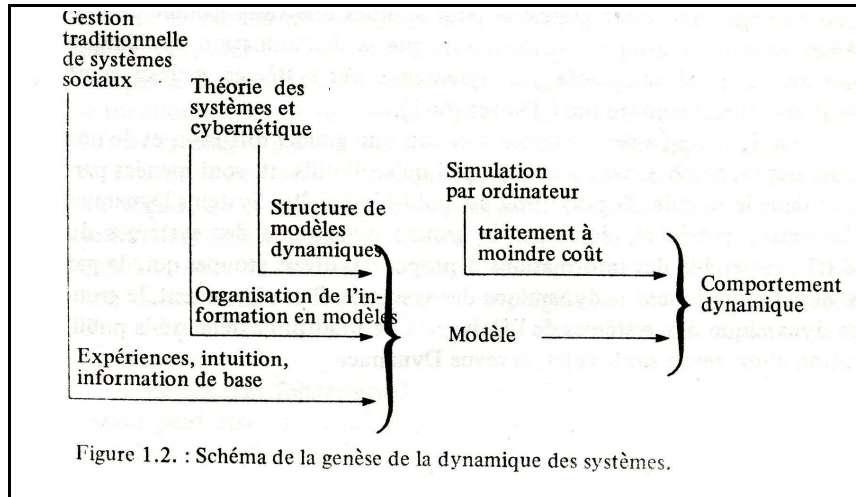 Gestion
traditionnelle
de systèmes
sociaux
Théorie des
systèmes et
cybernétique
Structure de
modèles
dynamiques
Organisation de l'in-
formation en modèles
Expériences, intuition,
information de base
Simulation
par ordinateur
traitement à
moindre coût
Modèle
Comportement
dynamique
Figure 1.2. : Schéma de la genèse de la dynamique des systèmes.